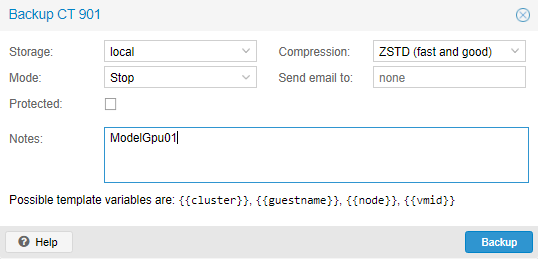 Backup CT 901
Storage: local Compression: ZSTD (fast and good)
Mode: Stop Send email to: none
Protected:
Notes: ModelGpu01
Possible template variables are: {{cluster}}, {{guestname}}, {{node}}, {{vmid}}
Help Backup